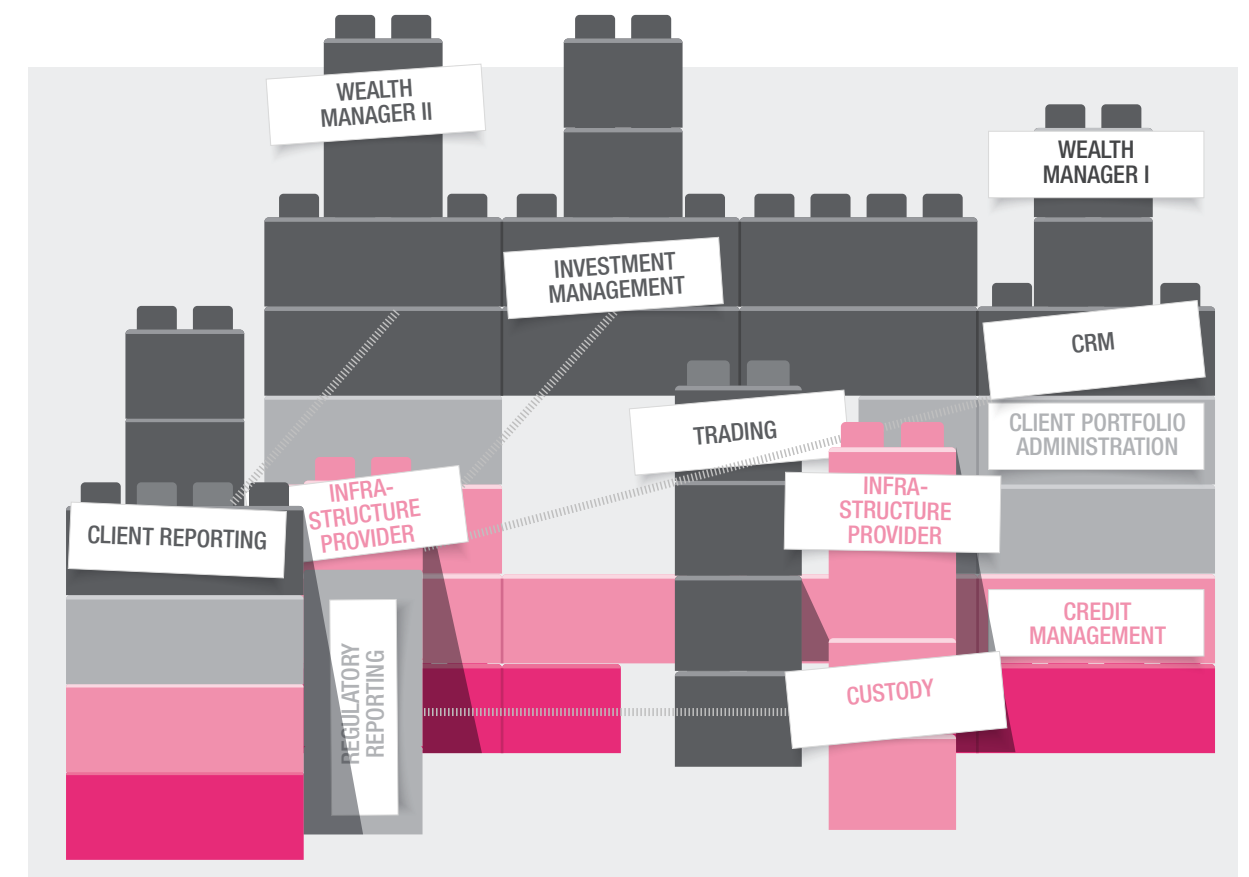 WEALTH
MANAGER II
WEALTH
MANAGER I
INVESTMENT
MANAGEMENT
CRM
TRADING
CLIENT PORTFOLIO
ADMINISTRATION
INFRA-
STRUCTURE
PROVIDER
INFRA-
STRUCTURE
PROVIDER
CLIENT REPORTING
CREDIT
MANAGEMENT
REGULATORY
REPORTING
CUSTODY